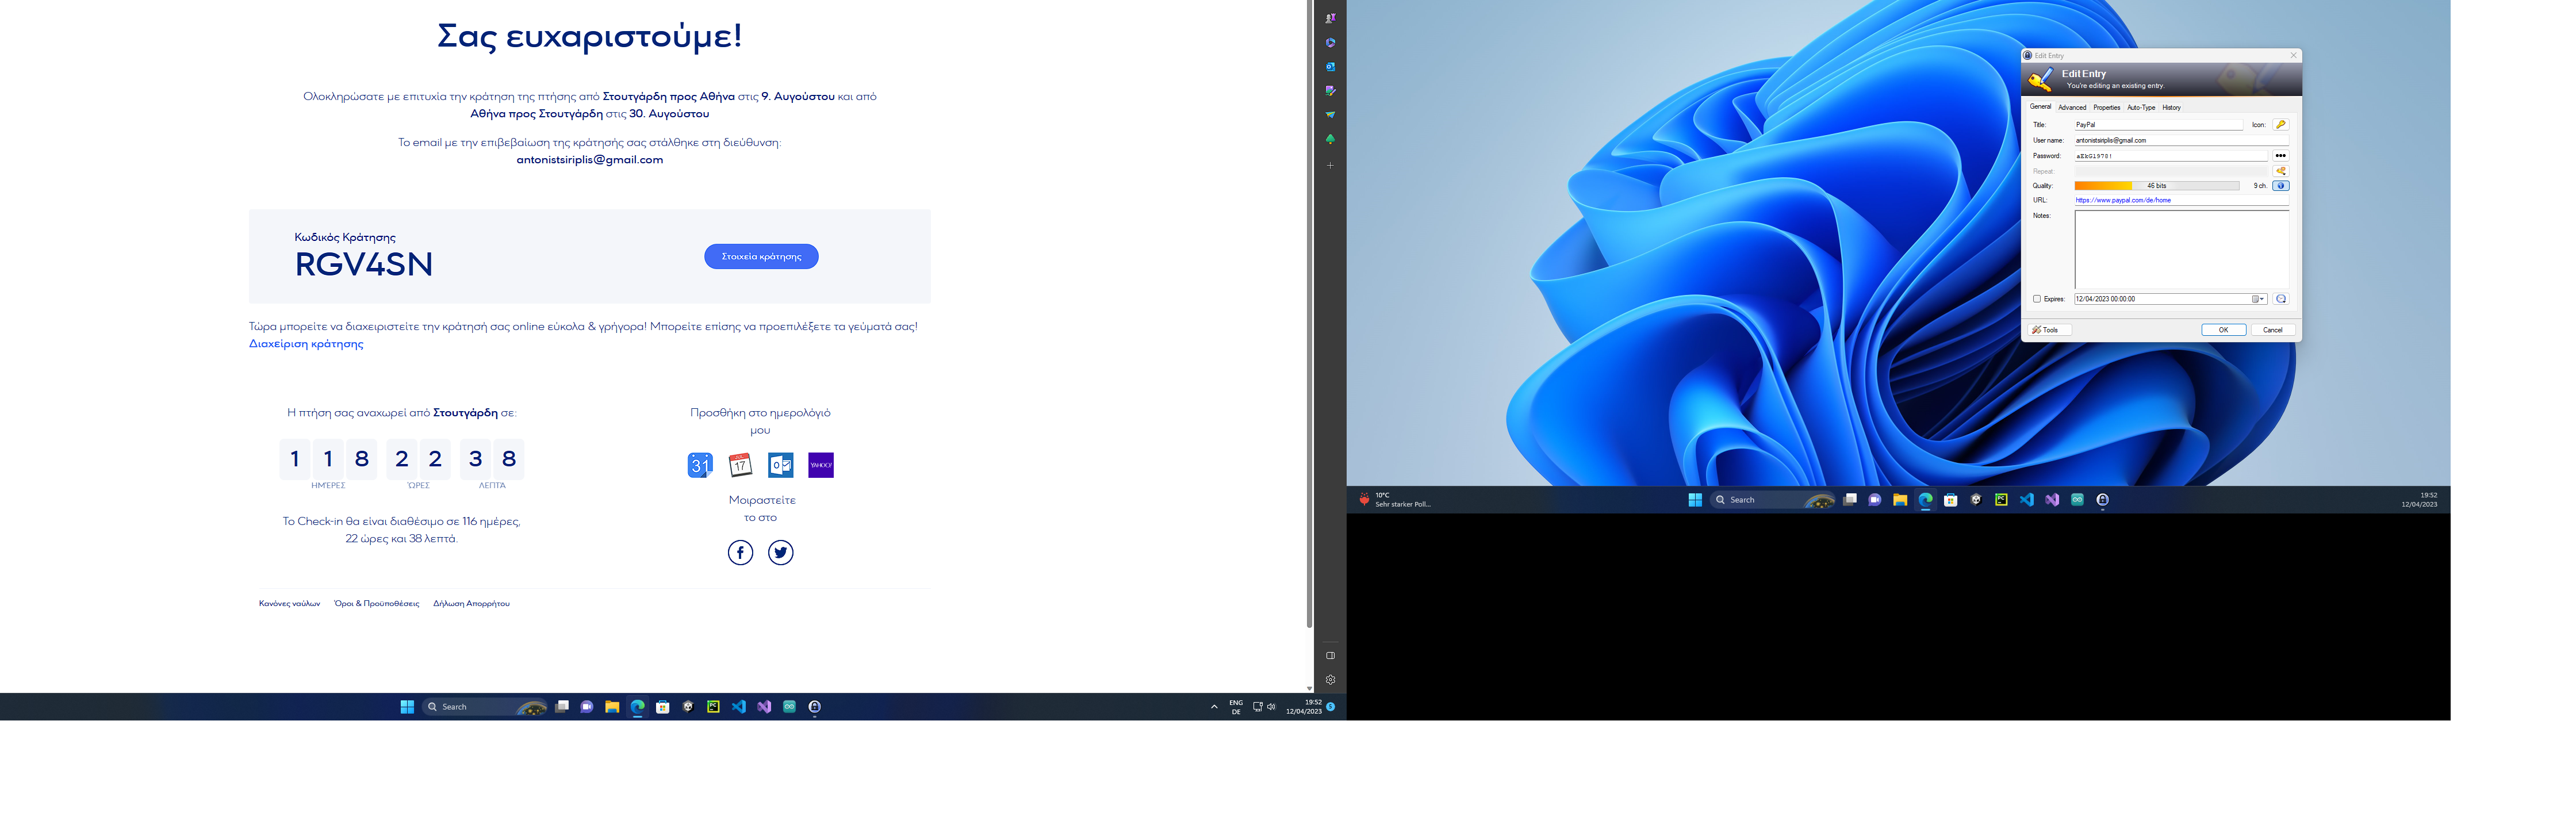 Σας ευχαριστούμε!
Ολοκληρώσατε με επιτυχία την κράτηση της πτήσης από Στουτγάρδη προς Αθήνα στις 9. Αυγούστου και από
Αθήνα προς Στουτγάρδη στις 30. Αυγούστου
Το email με την επιβεβαίωση της κράτησής σας στάλθηκε στη διεύθυνση:
antonistsiriplis@gmail.com
Κωδικός Κράτησης
RGV4SN
Στοιχεία κράτησης
Τώρα μπορείτε να διαχειριστείτε την κράτησή σας online εύκολα & γρήγορα! Μπορείτε επίσης να προεπιλέξετε τα γεύματά σας!
Διαχείριση κράτησης
Η πτήση σας αναχωρεί από Στουτγάρδη σε:
1 1 8 2 2 3 8
ΗΜΈΡΕΣ ΏΡΕΣ ΛΕΠΤΆ
Το Check-in θα είναι διαθέσιμο σε 116 ημέρες,
22 ώρες και 38 λεπτά.
Προσθήκη στο ημερολόγιό
μου
31 17 YAHOO!
Μοιραστείτε
το στο
Κανόνες ναύλων Όροι & Προϋποθέσεις Δήλωση Απορρήτου
Search
ENG
DE
19:52
12/04/2023
5
Edit Entry
Edit Entry
You're editing an existing entry.
General Advanced Properties Auto-Type History
Title: PayPal Icon:
User name: antonistsiriplis@gmail.com
Password: [password omitted]
Repeat:
Quality: 46 bits 9 ch.
URL: https://www.paypal.com/de/home
Notes:
Expires: 12/04/2023 00:00:00
Tools OK Cancel
10°C
Sehr starker Poll...
Search
19:52
12/04/2023